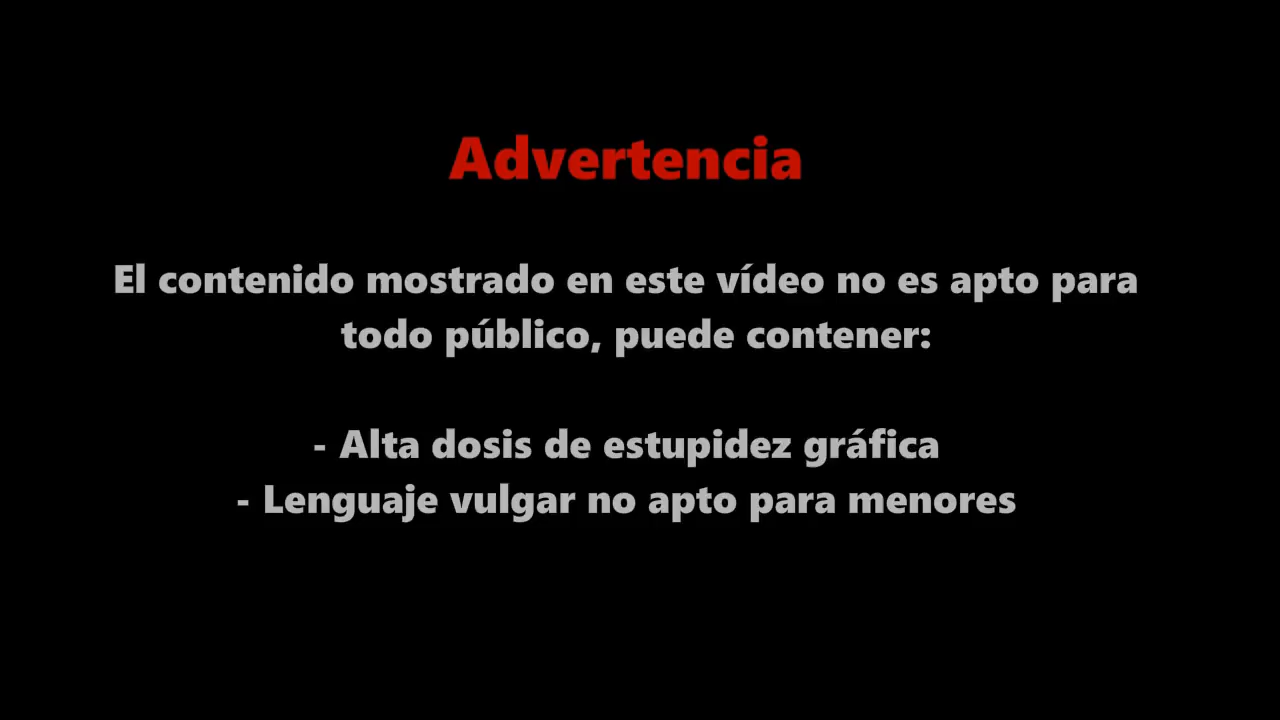 Advertencia
El contenido mostrado en este vídeo no es apto para
todo público, puede contener:
- Alta dosis de estupidez gráfica
- Lenguaje vulgar no apto para menores